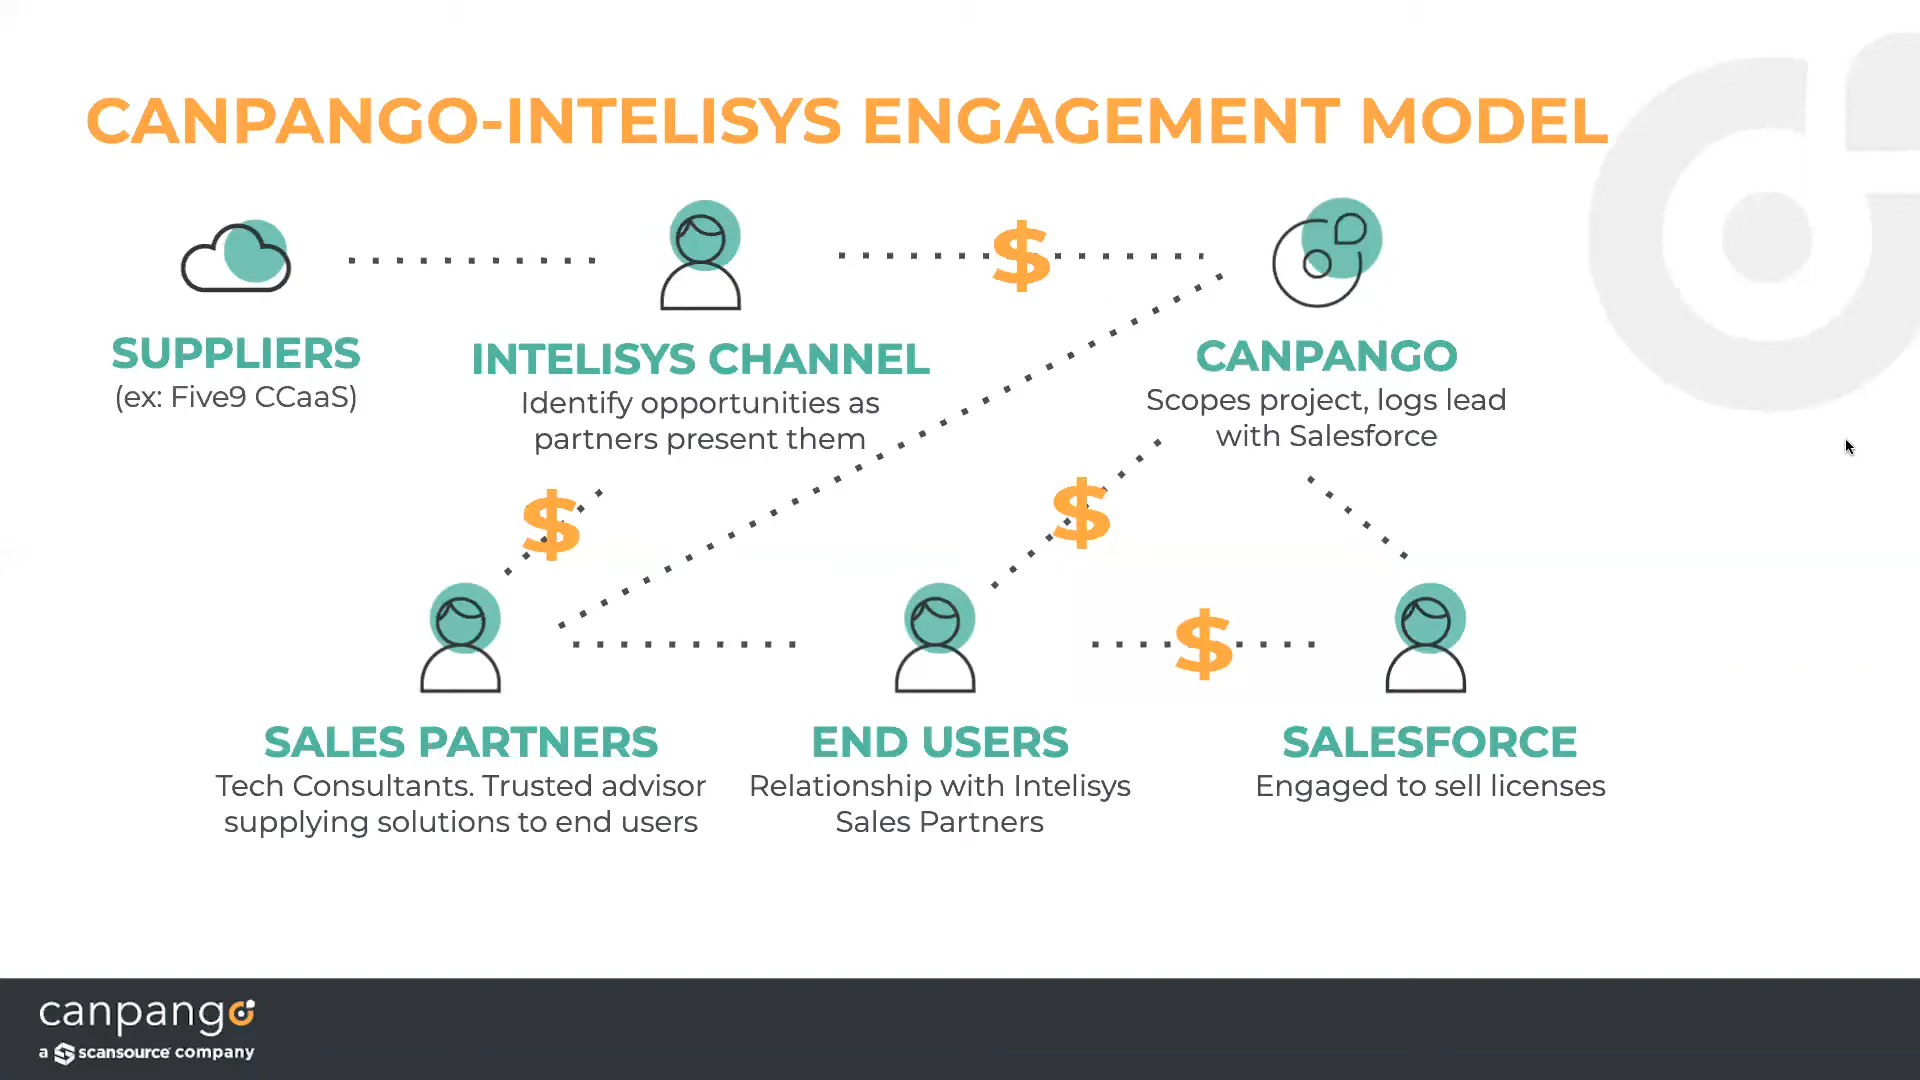 CANPANGO-INTELISYS ENGAGEMENT MODEL
$
SUPPLIERS
(ex: Five9 CCaaS)
INTELISYS CHANNEL
Identify opportunities as
partners present them
CANPANGO
Scopes project, logs lead
with Salesforce
$
$
$
SALES PARTNERS
Tech Consultants. Trusted advisor
supplying solutions to end users
END USERS
Relationship with Intelisys
Sales Partners
SALESFORCE
Engaged to sell licenses
canpango
a scansource company